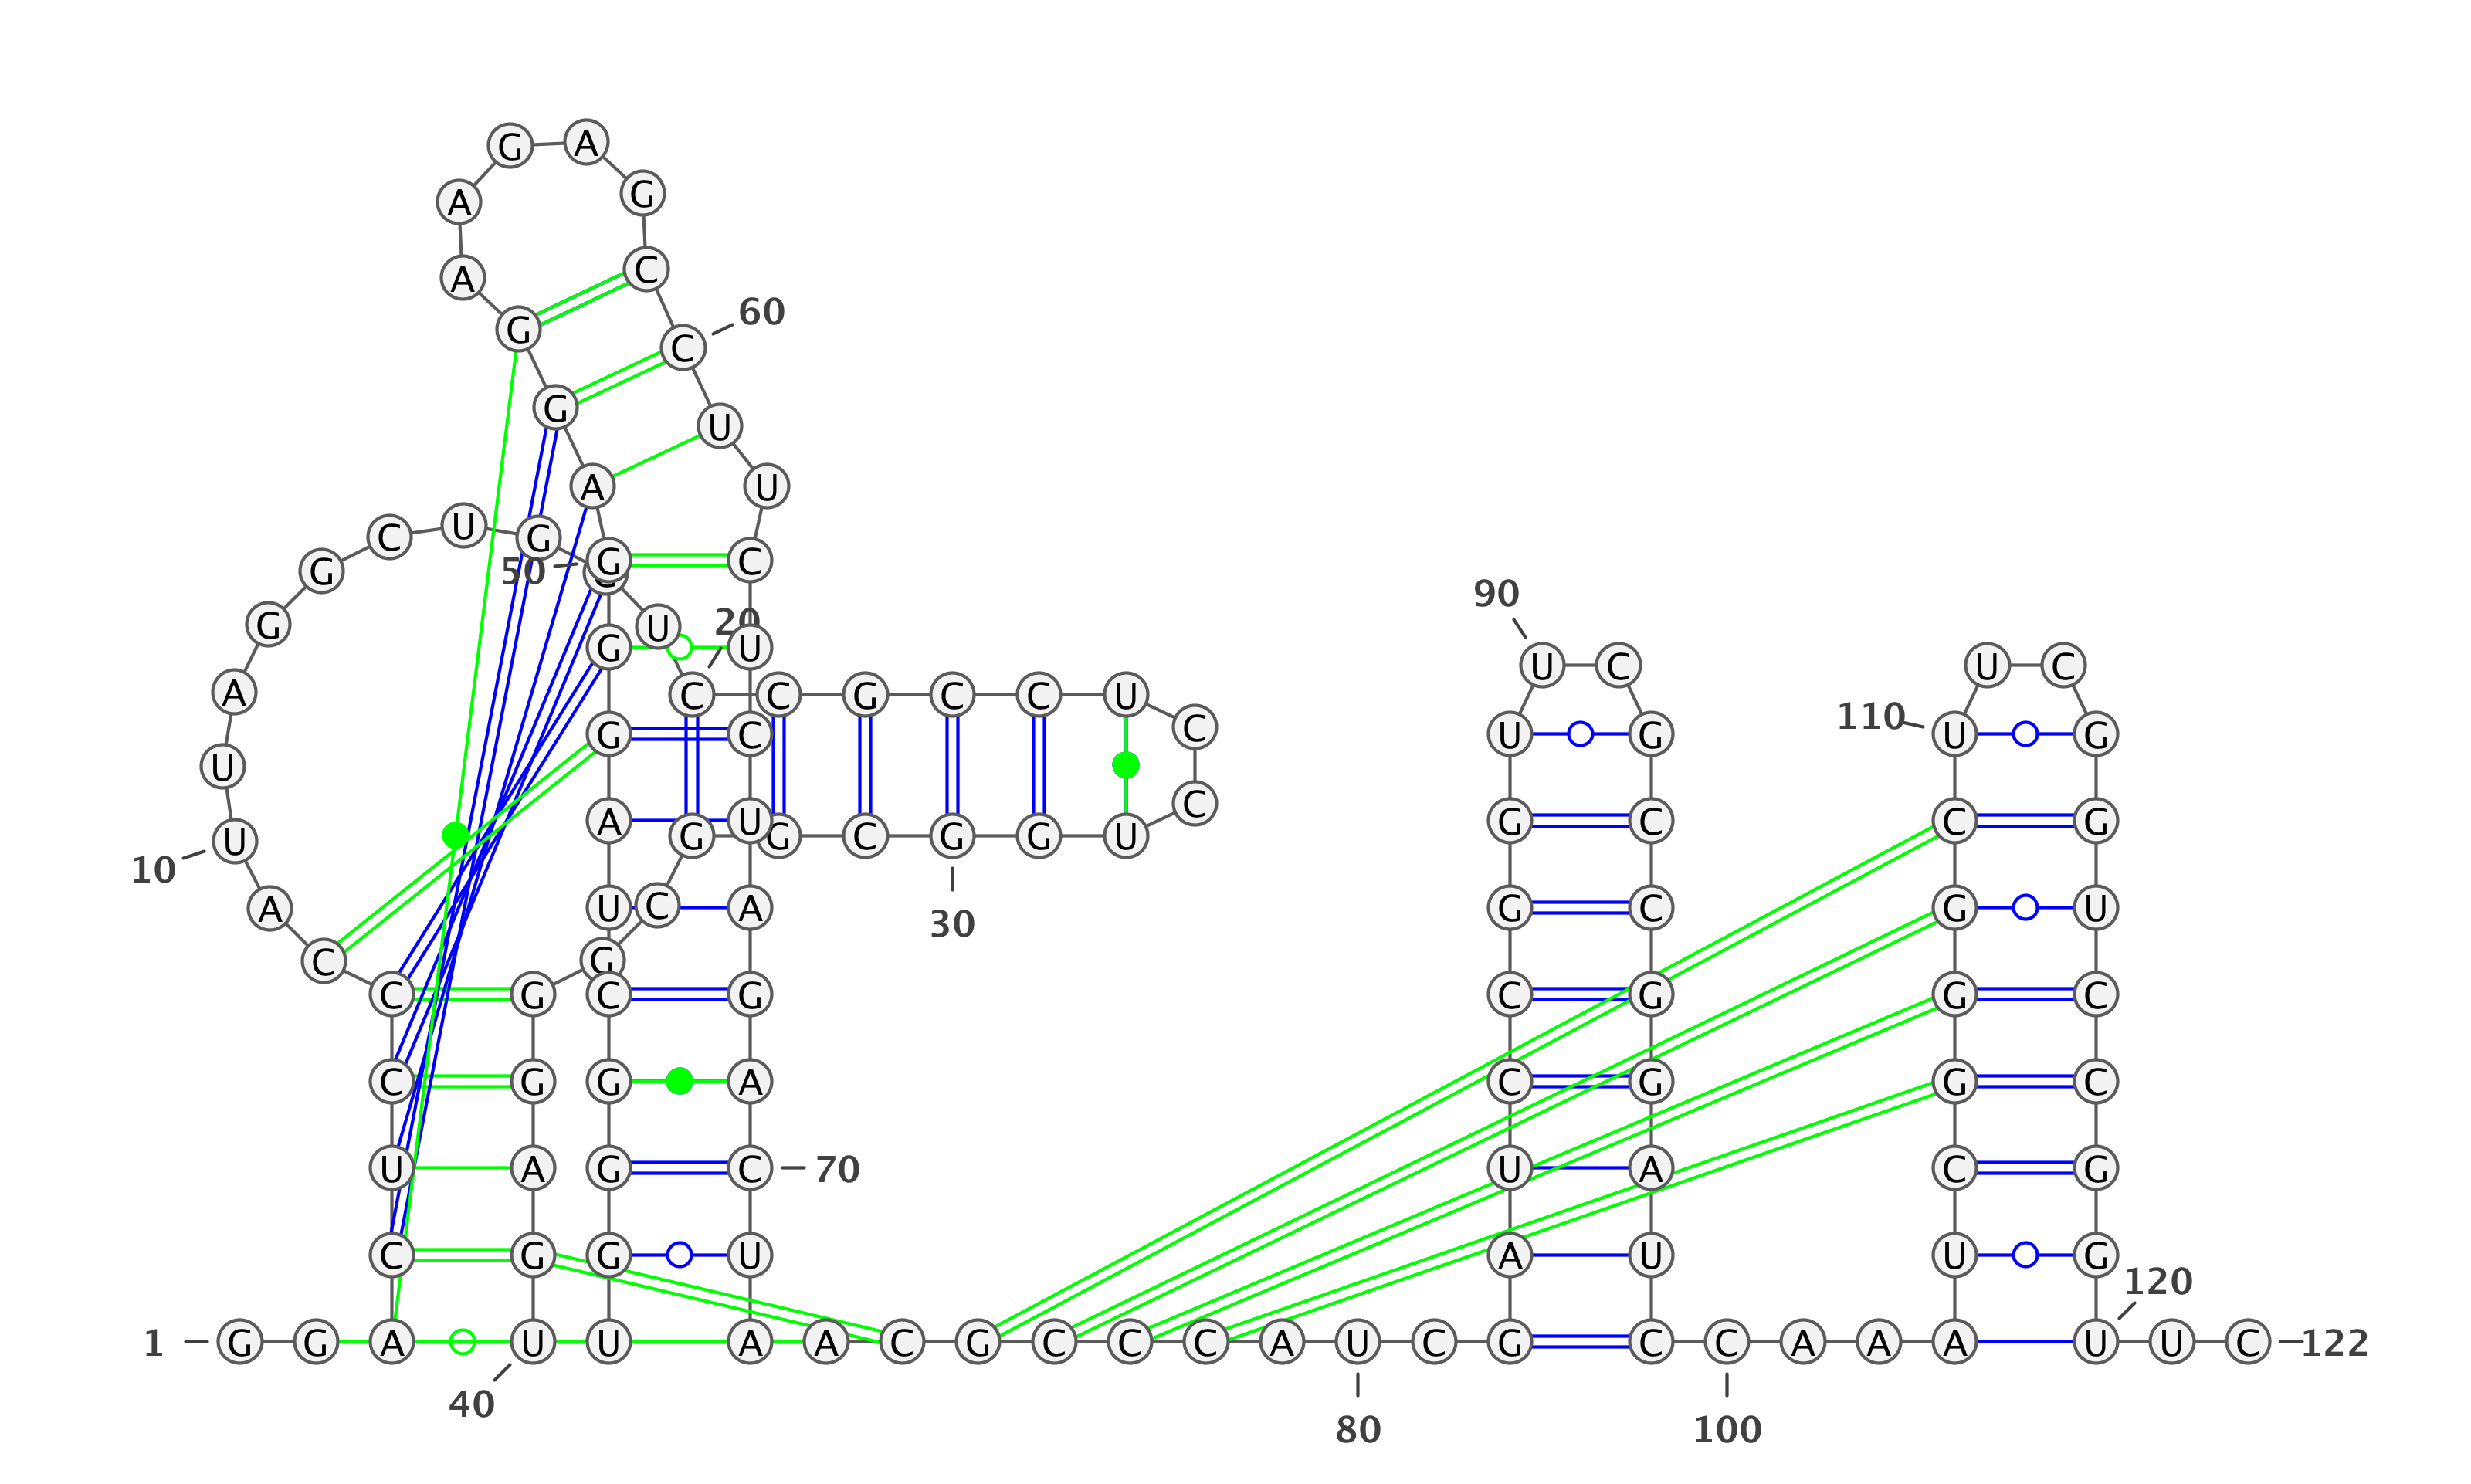 G A
G G
A C
A 60
G C
G U
A U
C U G G C
G 50 G
G U 20 G U
A C C G C C U C
U G C C
10 U A U G G C G G U
A U C A 30
C G
C G C G
C G G A
U A G C 70
C G G U
1 G G A U U A A C G C C C A U C G C C A A A A U U C 122
40 80 100 120
90
U C
U G
G C
G C
C G
C G
U A
A U
U C
110 U G
C G
G U
G C
G C
C G
U G